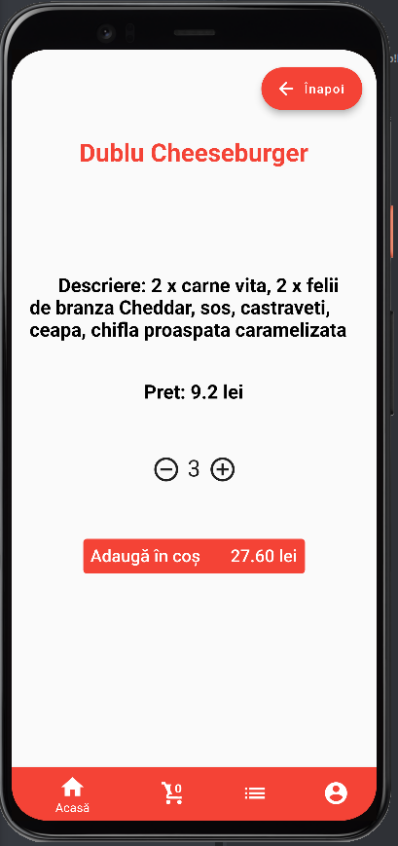 Înapoi
Dublu Cheeseburger
Descriere: 2 x carne vita, 2 x felii
de branza Cheddar, sos, castraveti,
ceapa, chifla proaspata caramelizata
Pret: 9.2 lei
3
Adaugă în coș 27.60 lei
0
Acasă